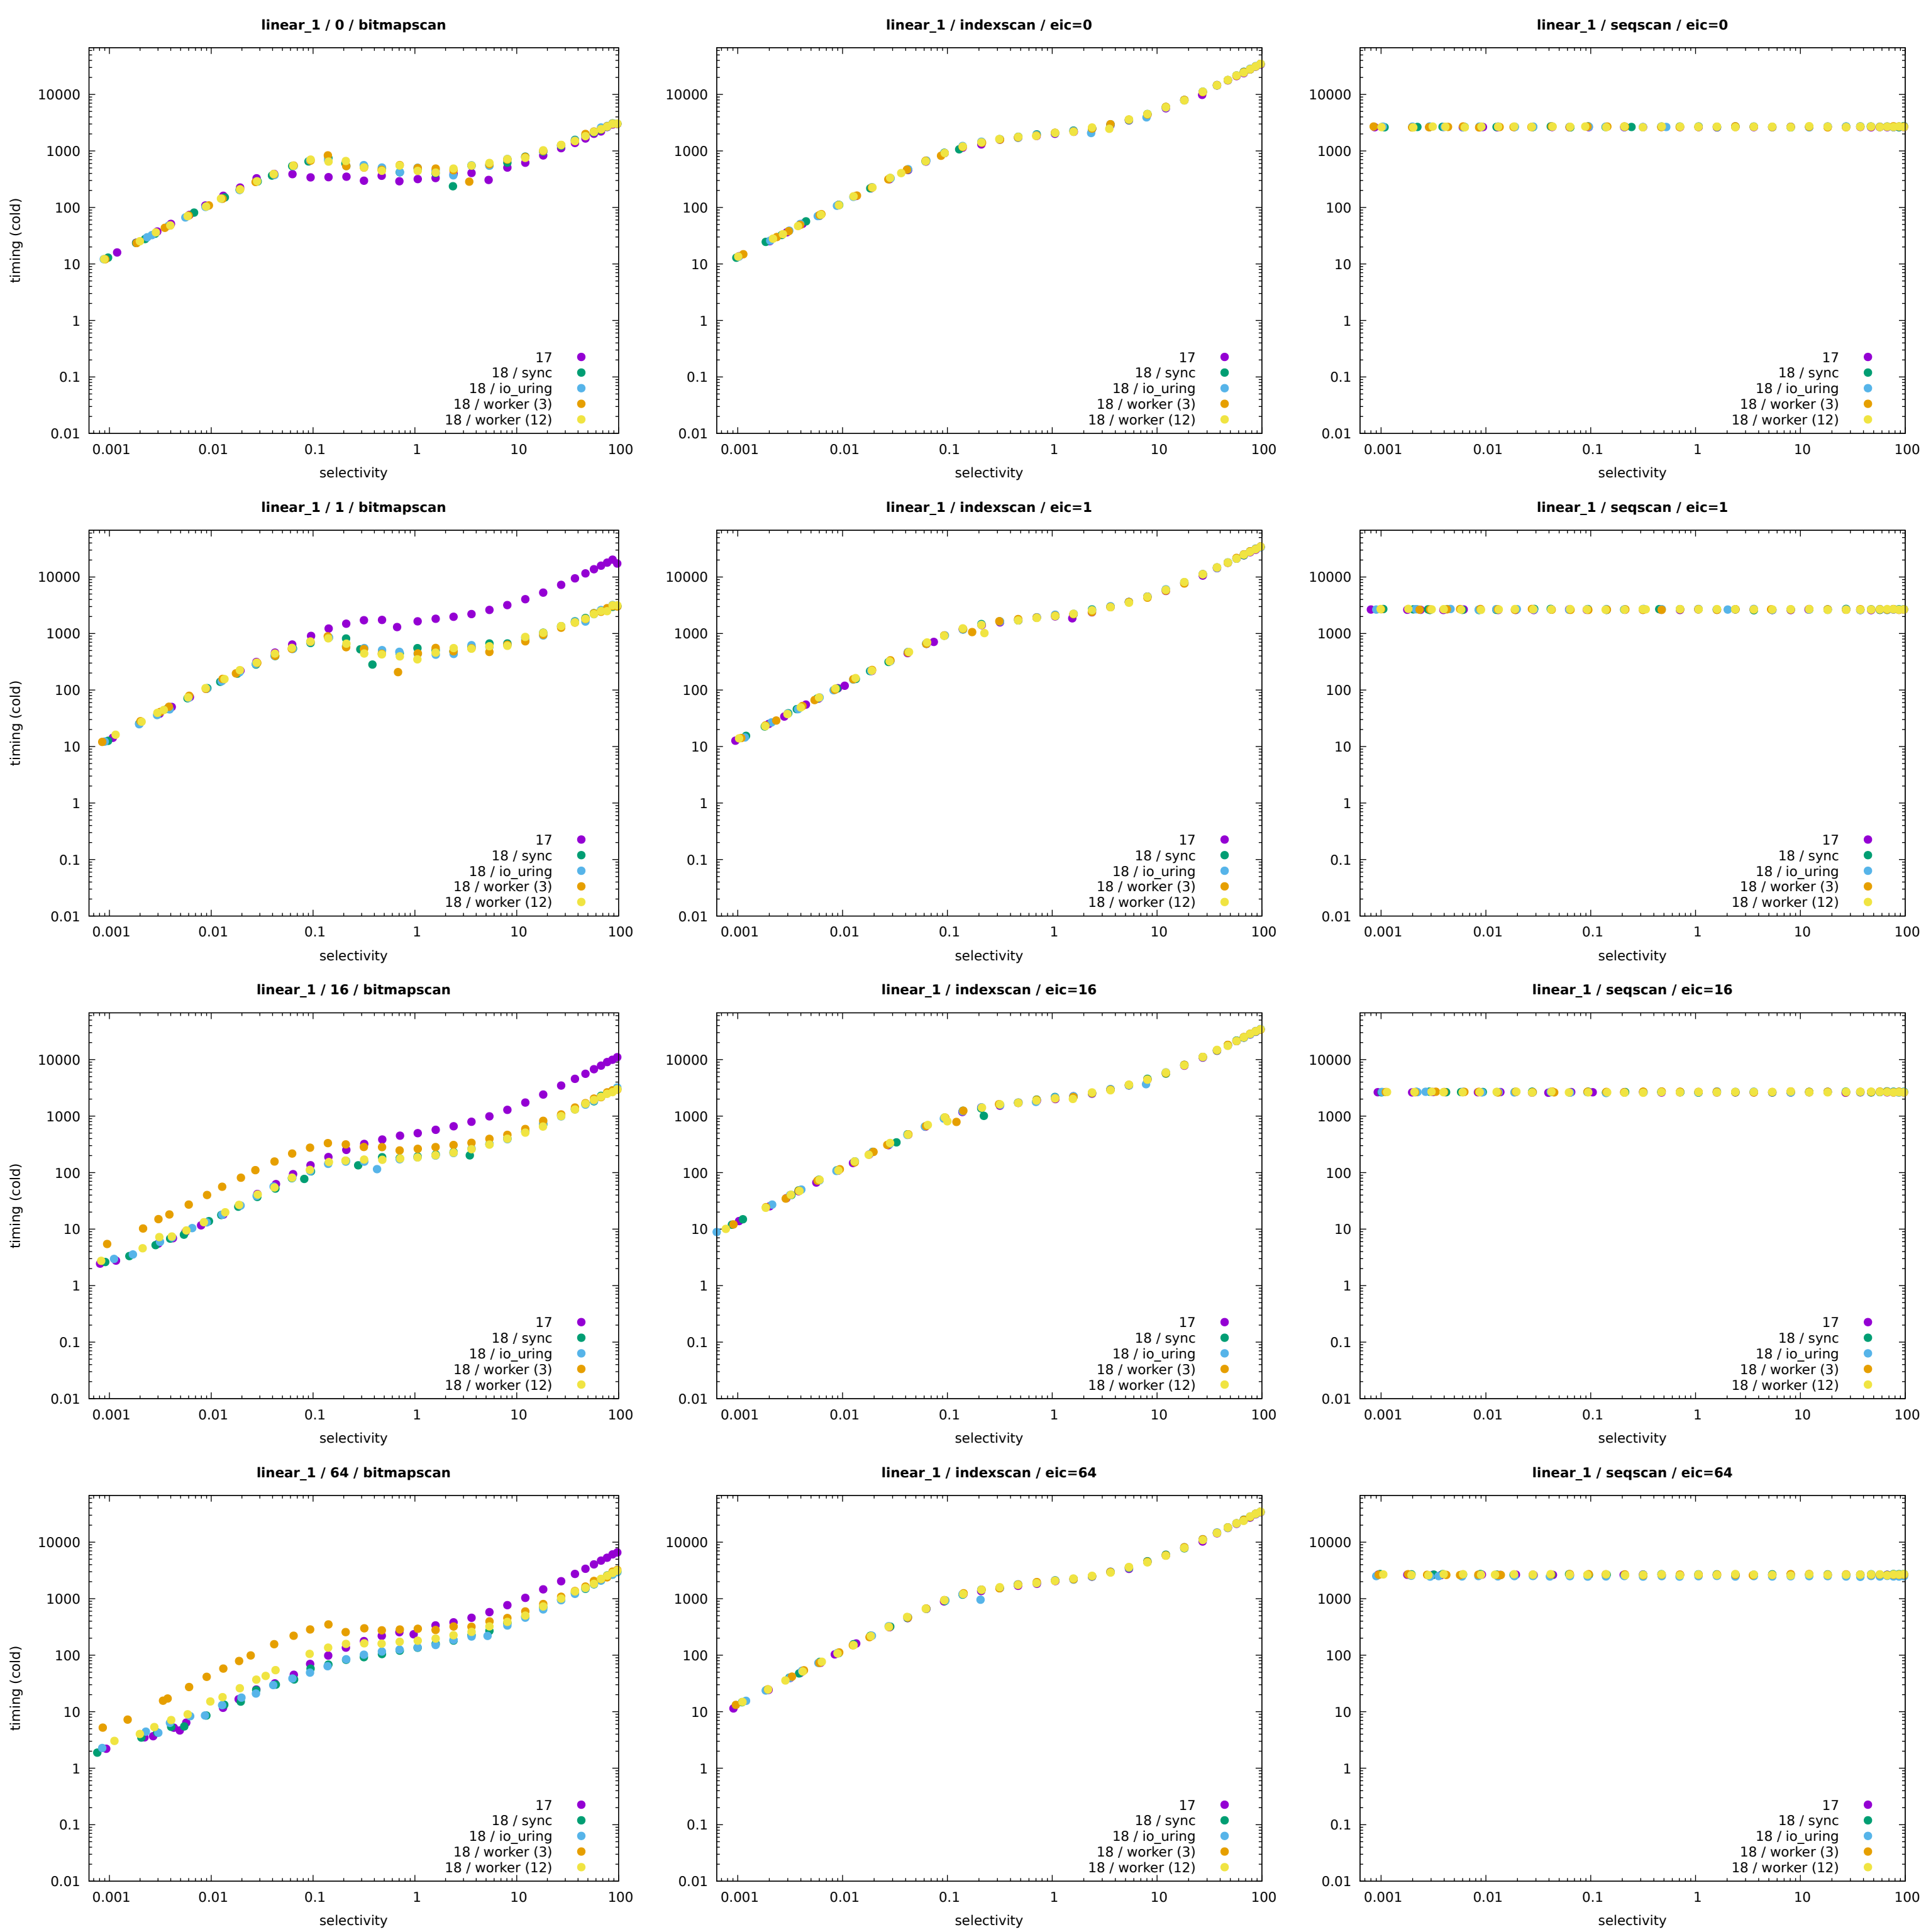 linear_1 / 0 / bitmapscan
timing (cold)
10000
1000
100
10
1
0.1
0.01
17
18 / sync
18 / io_uring
18 / worker (3)
18 / worker (12)
0.001 0.01 0.1 1 10 100
selectivity
linear_1 / indexscan / eic=0
10000
1000
100
10
1
0.1
0.01
17
18 / sync
18 / io_uring
18 / worker (3)
18 / worker (12)
0.001 0.01 0.1 1 10 100
selectivity
linear_1 / seqscan / eic=0
10000
1000
100
10
1
0.1
0.01
17
18 / sync
18 / io_uring
18 / worker (3)
18 / worker (12)
0.001 0.01 0.1 1 10 100
selectivity
linear_1 / 1 / bitmapscan
timing (cold)
10000
1000
100
10
1
0.1
0.01
17
18 / sync
18 / io_uring
18 / worker (3)
18 / worker (12)
0.001 0.01 0.1 1 10 100
selectivity
linear_1 / indexscan / eic=1
10000
1000
100
10
1
0.1
0.01
17
18 / sync
18 / io_uring
18 / worker (3)
18 / worker (12)
0.001 0.01 0.1 1 10 100
selectivity
linear_1 / seqscan / eic=1
10000
1000
100
10
1
0.1
0.01
17
18 / sync
18 / io_uring
18 / worker (3)
18 / worker (12)
0.001 0.01 0.1 1 10 100
selectivity
linear_1 / 16 / bitmapscan
timing (cold)
10000
1000
100
10
1
0.1
0.01
17
18 / sync
18 / io_uring
18 / worker (3)
18 / worker (12)
0.001 0.01 0.1 1 10 100
selectivity
linear_1 / indexscan / eic=16
10000
1000
100
10
1
0.1
0.01
17
18 / sync
18 / io_uring
18 / worker (3)
18 / worker (12)
0.001 0.01 0.1 1 10 100
selectivity
linear_1 / seqscan / eic=16
10000
1000
100
10
1
0.1
0.01
17
18 / sync
18 / io_uring
18 / worker (3)
18 / worker (12)
0.001 0.01 0.1 1 10 100
selectivity
linear_1 / 64 / bitmapscan
timing (cold)
10000
1000
100
10
1
0.1
0.01
17
18 / sync
18 / io_uring
18 / worker (3)
18 / worker (12)
0.001 0.01 0.1 1 10 100
selectivity
linear_1 / indexscan / eic=64
10000
1000
100
10
1
0.1
0.01
17
18 / sync
18 / io_uring
18 / worker (3)
18 / worker (12)
0.001 0.01 0.1 1 10 100
selectivity
linear_1 / seqscan / eic=64
10000
1000
100
10
1
0.1
0.01
17
18 / sync
18 / io_uring
18 / worker (3)
18 / worker (12)
0.001 0.01 0.1 1 10 100
selectivity